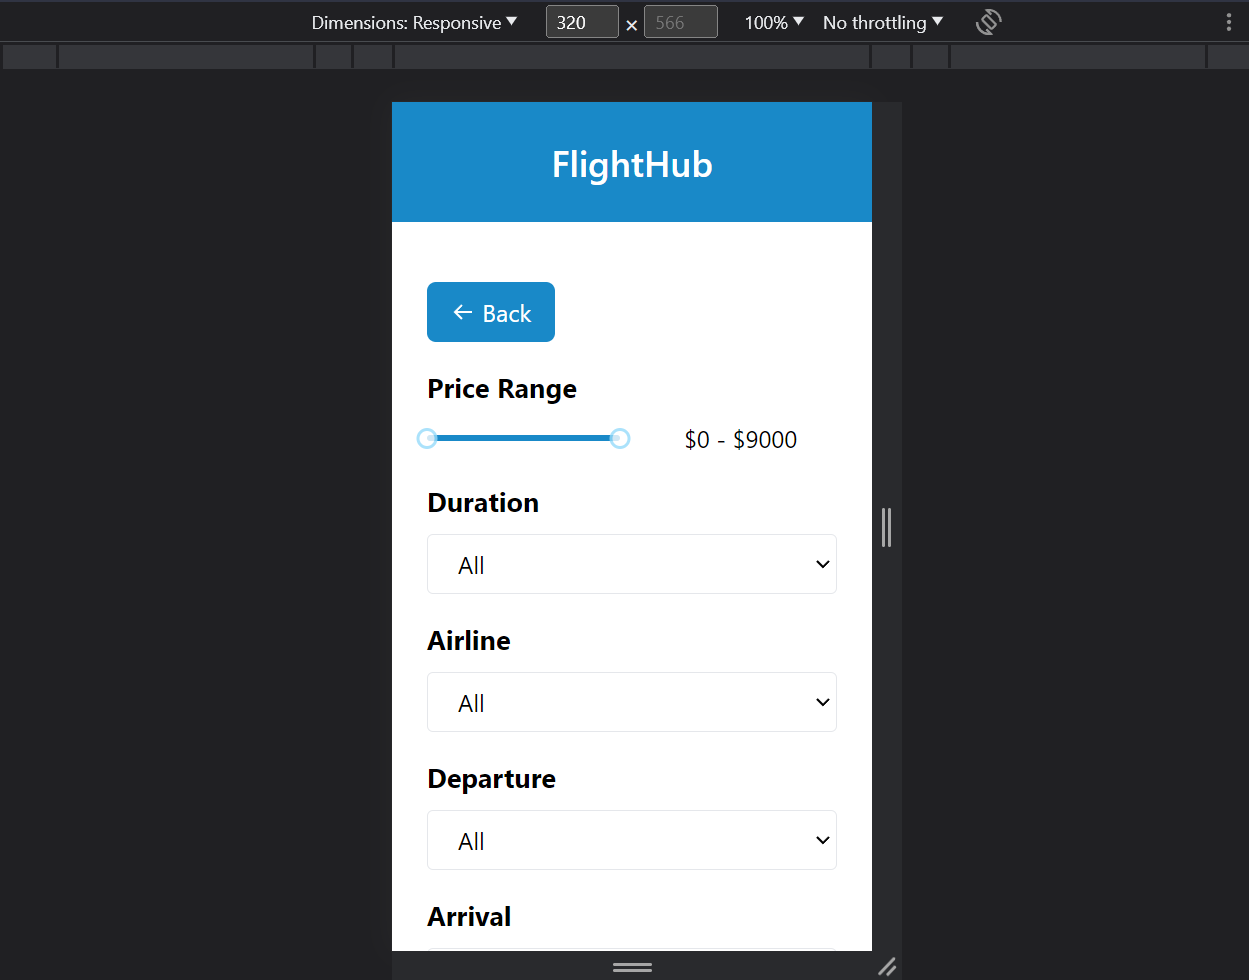 Dimensions: Responsive ▼ 320 × 566 100% ▼ No throttling ▼
FlightHub
← Back
Price Range
$0 - $9000
Duration
All
Airline
All
Departure
All
Arrival